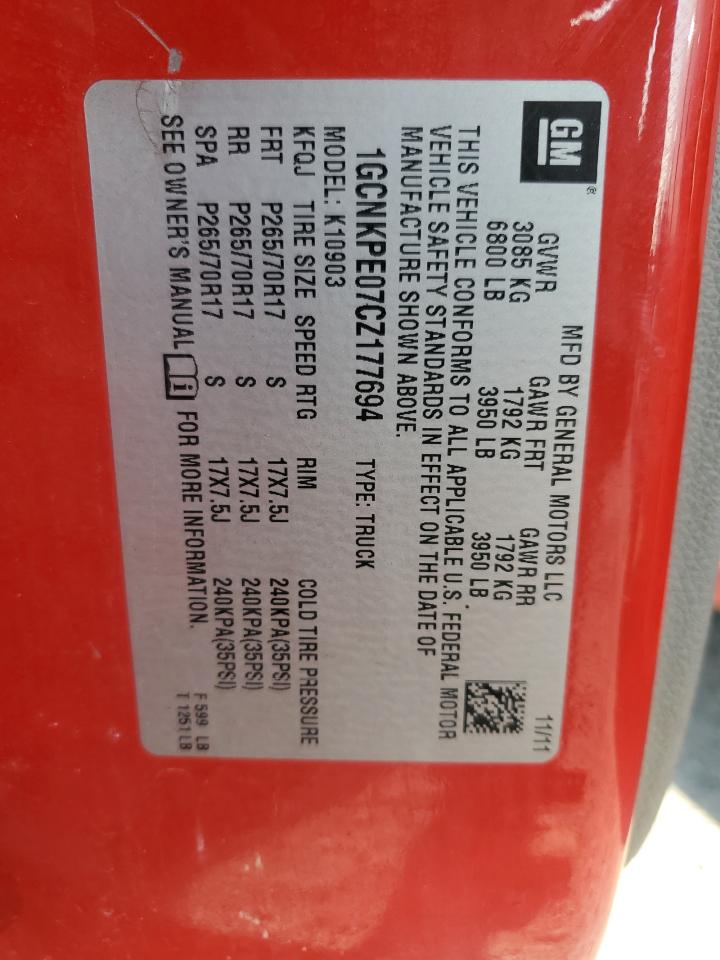 GM ®
MFD BY GENERAL MOTORS LLC 11/11
GVWR GAWR FRT GAWR RR
3085 KG 1792 KG 1792 KG
6800 LB 3950 LB 3950 LB
THIS VEHICLE CONFORMS TO ALL APPLICABLE U.S. FEDERAL MOTOR
VEHICLE SAFETY STANDARDS IN EFFECT ON THE DATE OF
MANUFACTURE SHOWN ABOVE.
1GCNKPE07CZ177694 TYPE: TRUCK
MODEL: K10903
KFQJ TIRE SIZE SPEED RTG RIM COLD TIRE PRESSURE
FRT P265/70R17 S 17X7.5J 240KPA(35PSI)
RR P265/70R17 S 17X7.5J 240KPA(35PSI)
SPA P265/70R17 S 17X7.5J 240KPA(35PSI)
SEE OWNER'S MANUAL i FOR MORE INFORMATION.
F 599 LB
T 1251 LB